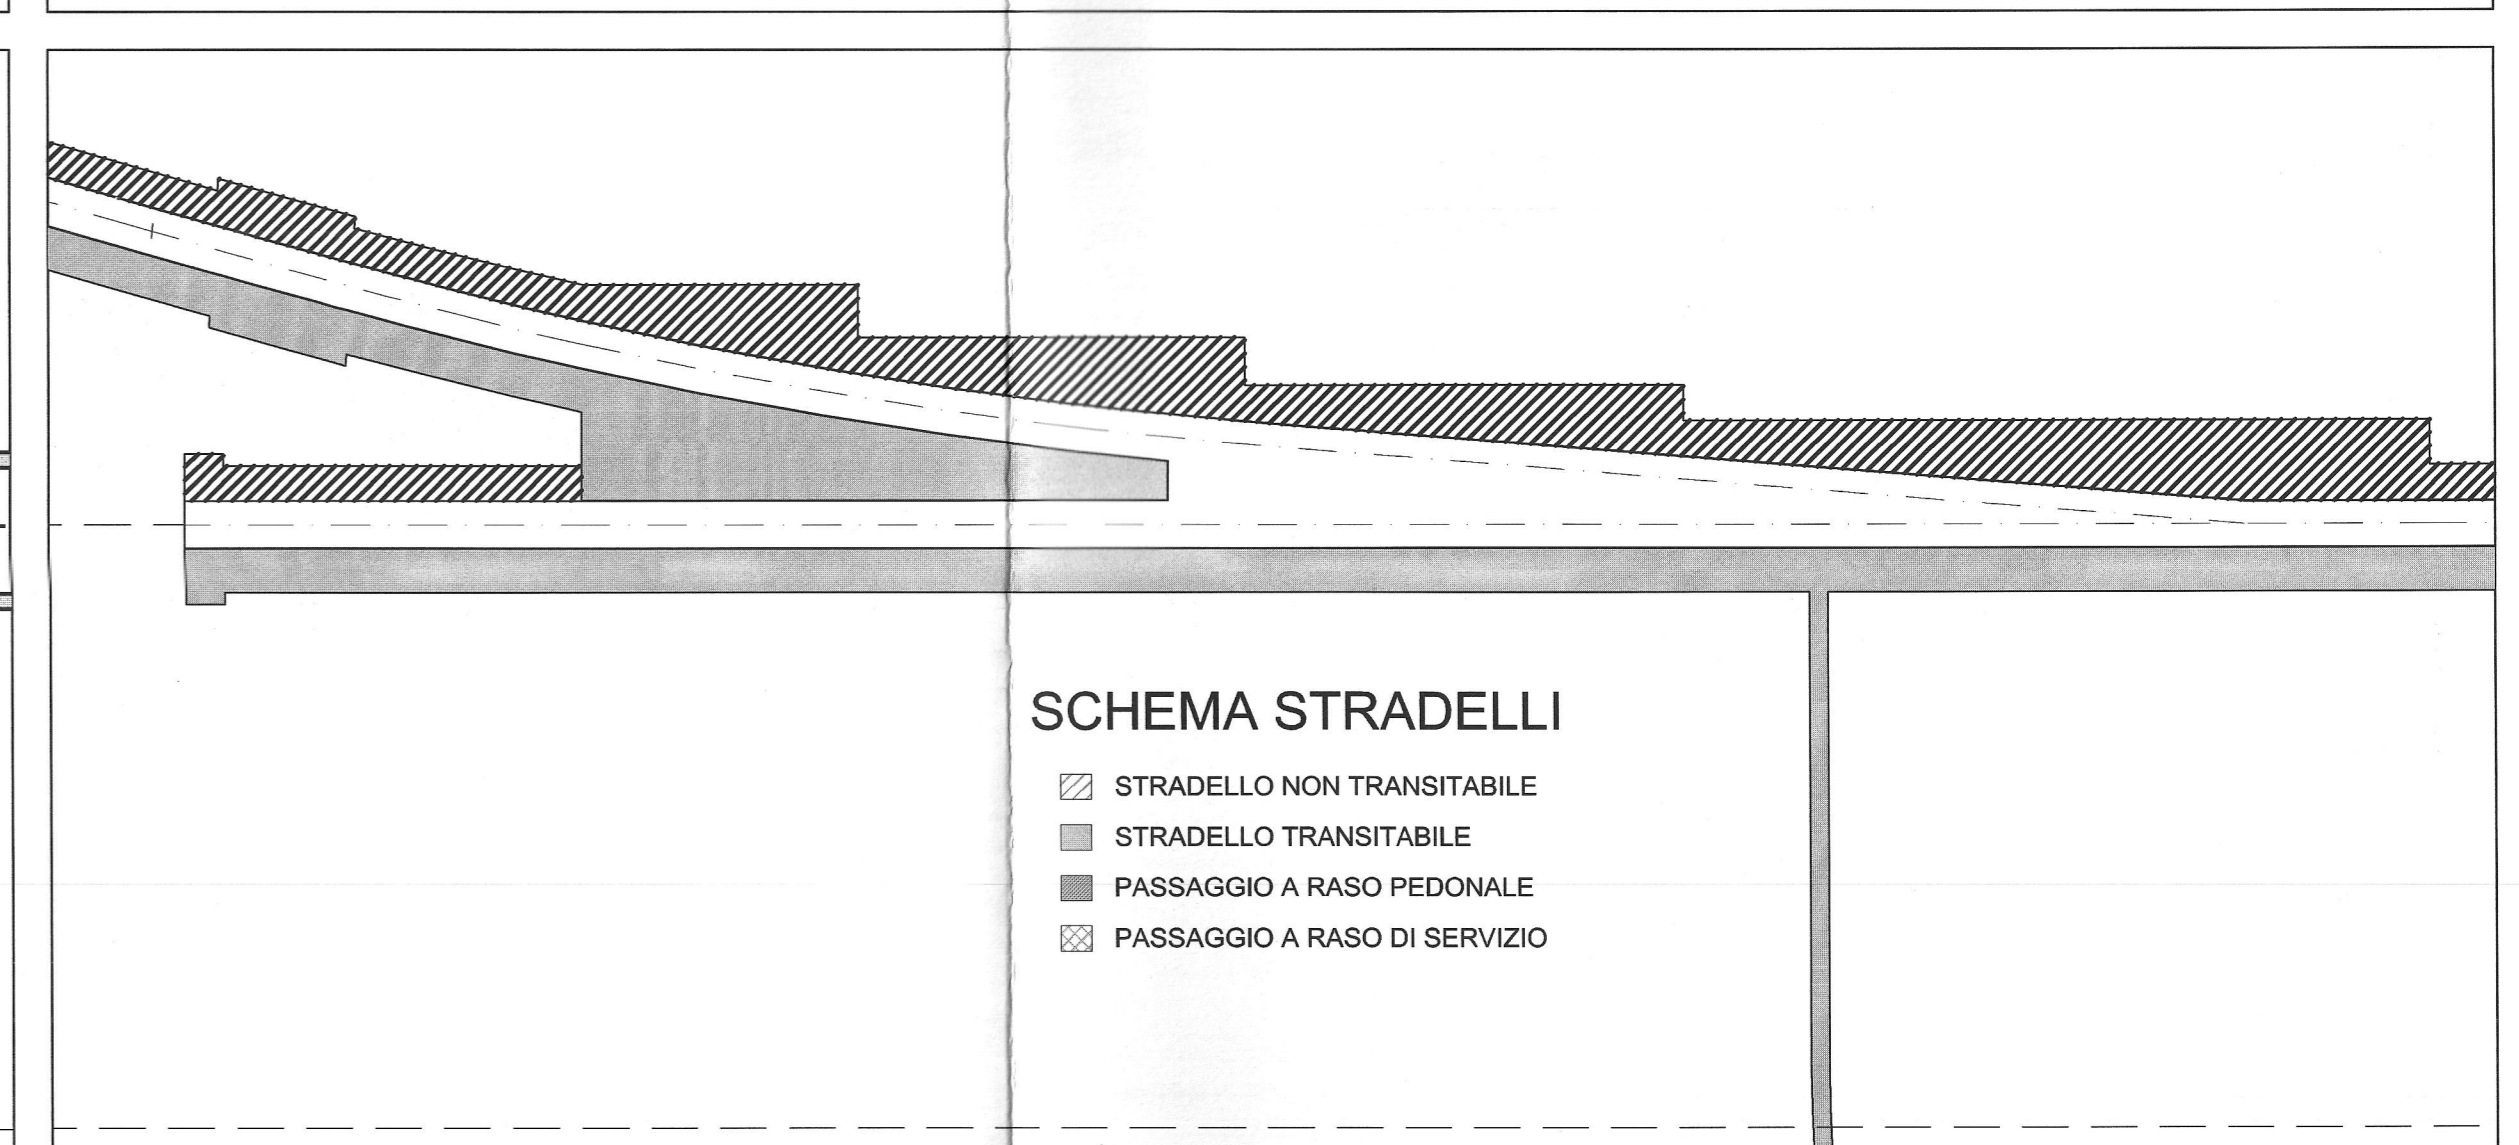 SCHEMA STRADELLI
STRADELLO NON TRANSITABILE
STRADELLO TRANSITABILE
PASSAGGIO A RASO PEDONALE
PASSAGGIO A RASO DI SERVIZIO